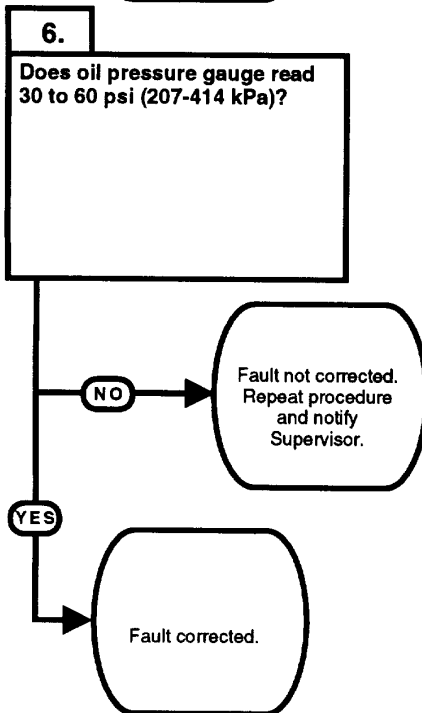 6.
Does oil pressure gauge read
30 to 60 psi (207-414 kPa)?
NO
Fault not corrected.
Repeat procedure
and notify
Supervisor.
YES
Fault corrected.